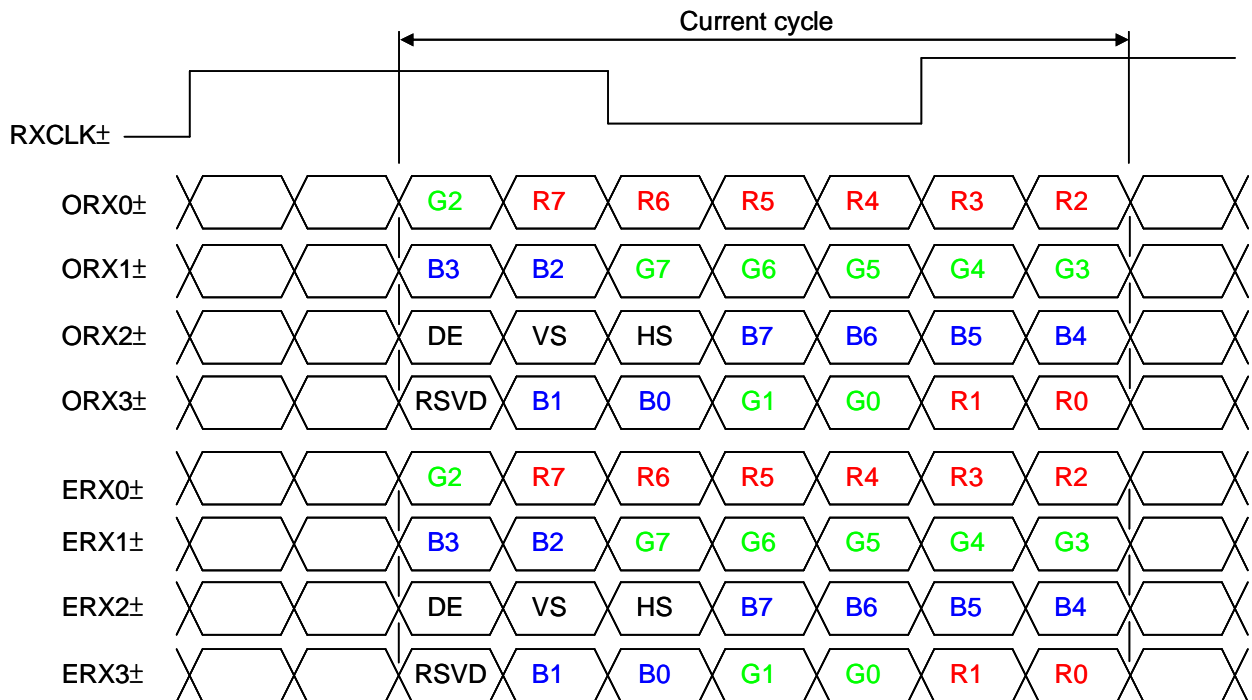 Current cycle
RXCLK±
ORX0± G2 R7 R6 R5 R4 R3 R2
ORX1± B3 B2 G7 G6 G5 G4 G3
ORX2± DE VS HS B7 B6 B5 B4
ORX3± RSVD B1 B0 G1 G0 R1 R0
ERX0± G2 R7 R6 R5 R4 R3 R2
ERX1± B3 B2 G7 G6 G5 G4 G3
ERX2± DE VS HS B7 B6 B5 B4
ERX3± RSVD B1 B0 G1 G0 R1 R0